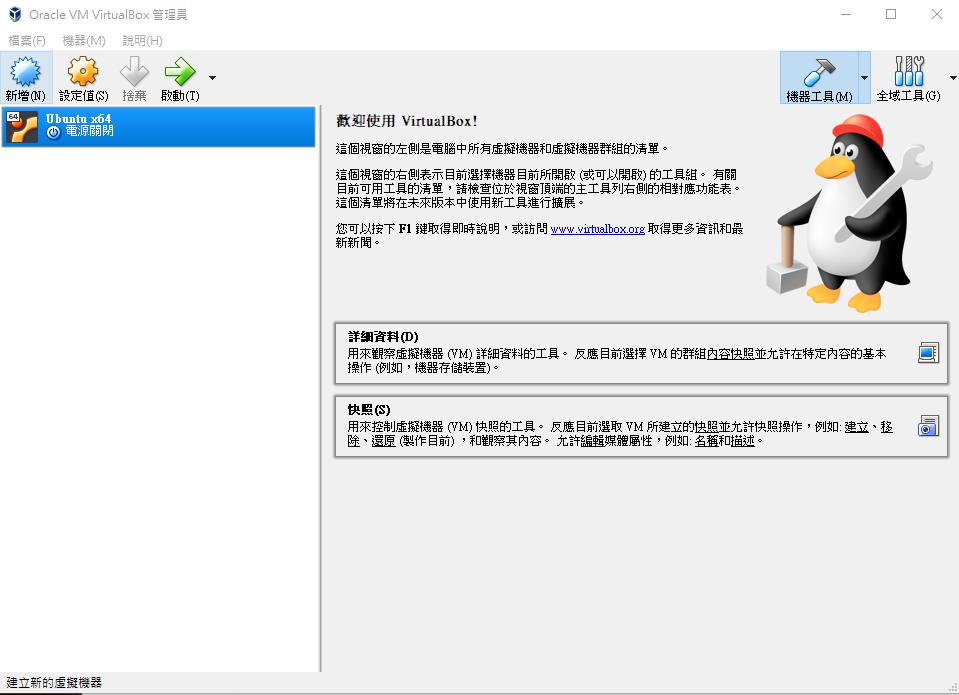 Oracle VM VirtualBox 管理員
檔案(F) 機器(M) 說明(H)
新增(N) 設定值(S) 捨棄 啟動(T) 機器工具(M) 全域工具(G)
64
Ubuntu x64
電源關閉
歡迎使用 VirtualBox!
這個視窗的左側是電腦中所有虛擬機器和虛擬機器群組的清單。
這個視窗的右側表示目前選擇機器目前所開啟 (或可以開啟) 的工具組。 有關
目前可用工具的清單，請檢查位於視窗頂端的主工具列右側的相對應功能表。
這個清單將在未來版本中使用新工具進行擴展。
您可以按下 F1 鍵取得即時說明，或訪問 www.virtualbox.org 取得更多資訊和最
新新聞。
詳細資料(D)
用來觀察虛擬機器 (VM) 詳細資料的工具。 反應目前選擇 VM 的群組內容快照並允許在特定內容的基本
操作 (例如，機器存儲裝置)。
快照(S)
用來控制虛擬機器 (VM) 快照的工具。 反應目前選取 VM 所建立的快照並允許快照操作，例如: 建立、移
除、還原 (製作目前) ，和觀察其內容。 允許編輯媒體屬性，例如: 名稱和描述。
建立新的虛擬機器